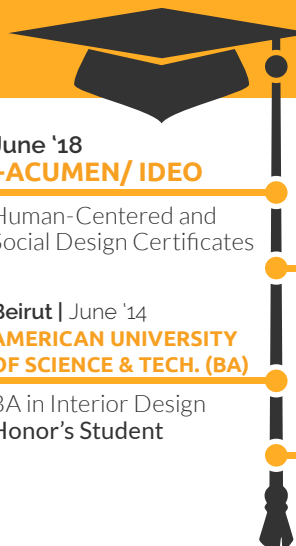 June ‘18
+ACUMEN/ IDEO
Human-Centered and
Social Design Certificates
Beirut | June ‘14
AMERICAN UNIVERSITY
OF SCIENCE & TECH. (BA)
BA in Interior Design
Honor’s Student